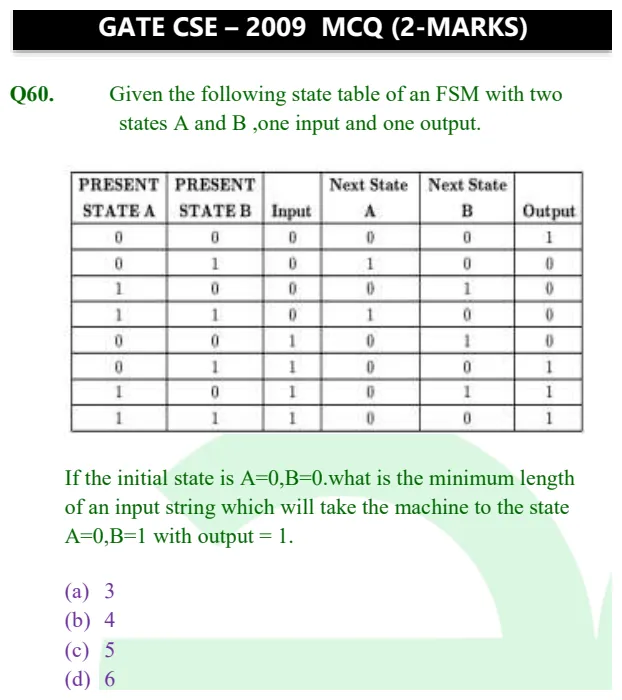 GATE CSE – 2009 MCQ (2-MARKS)
Q60. Given the following state table of an FSM with two
states A and B ,one input and one output.
PRESENT PRESENT Next State Next State
STATE A STATE B Input A B Output
0 0 0 0 0 1
0 1 0 1 0 0
1 0 0 0 1 0
1 1 0 1 0 0
0 0 1 0 1 0
0 1 1 0 0 1
1 0 1 0 1 1
1 1 1 0 0 1
If the initial state is A=0,B=0.what is the minimum length
of an input string which will take the machine to the state
A=0,B=1 with output = 1.
(a) 3
(b) 4
(c) 5
(d) 6